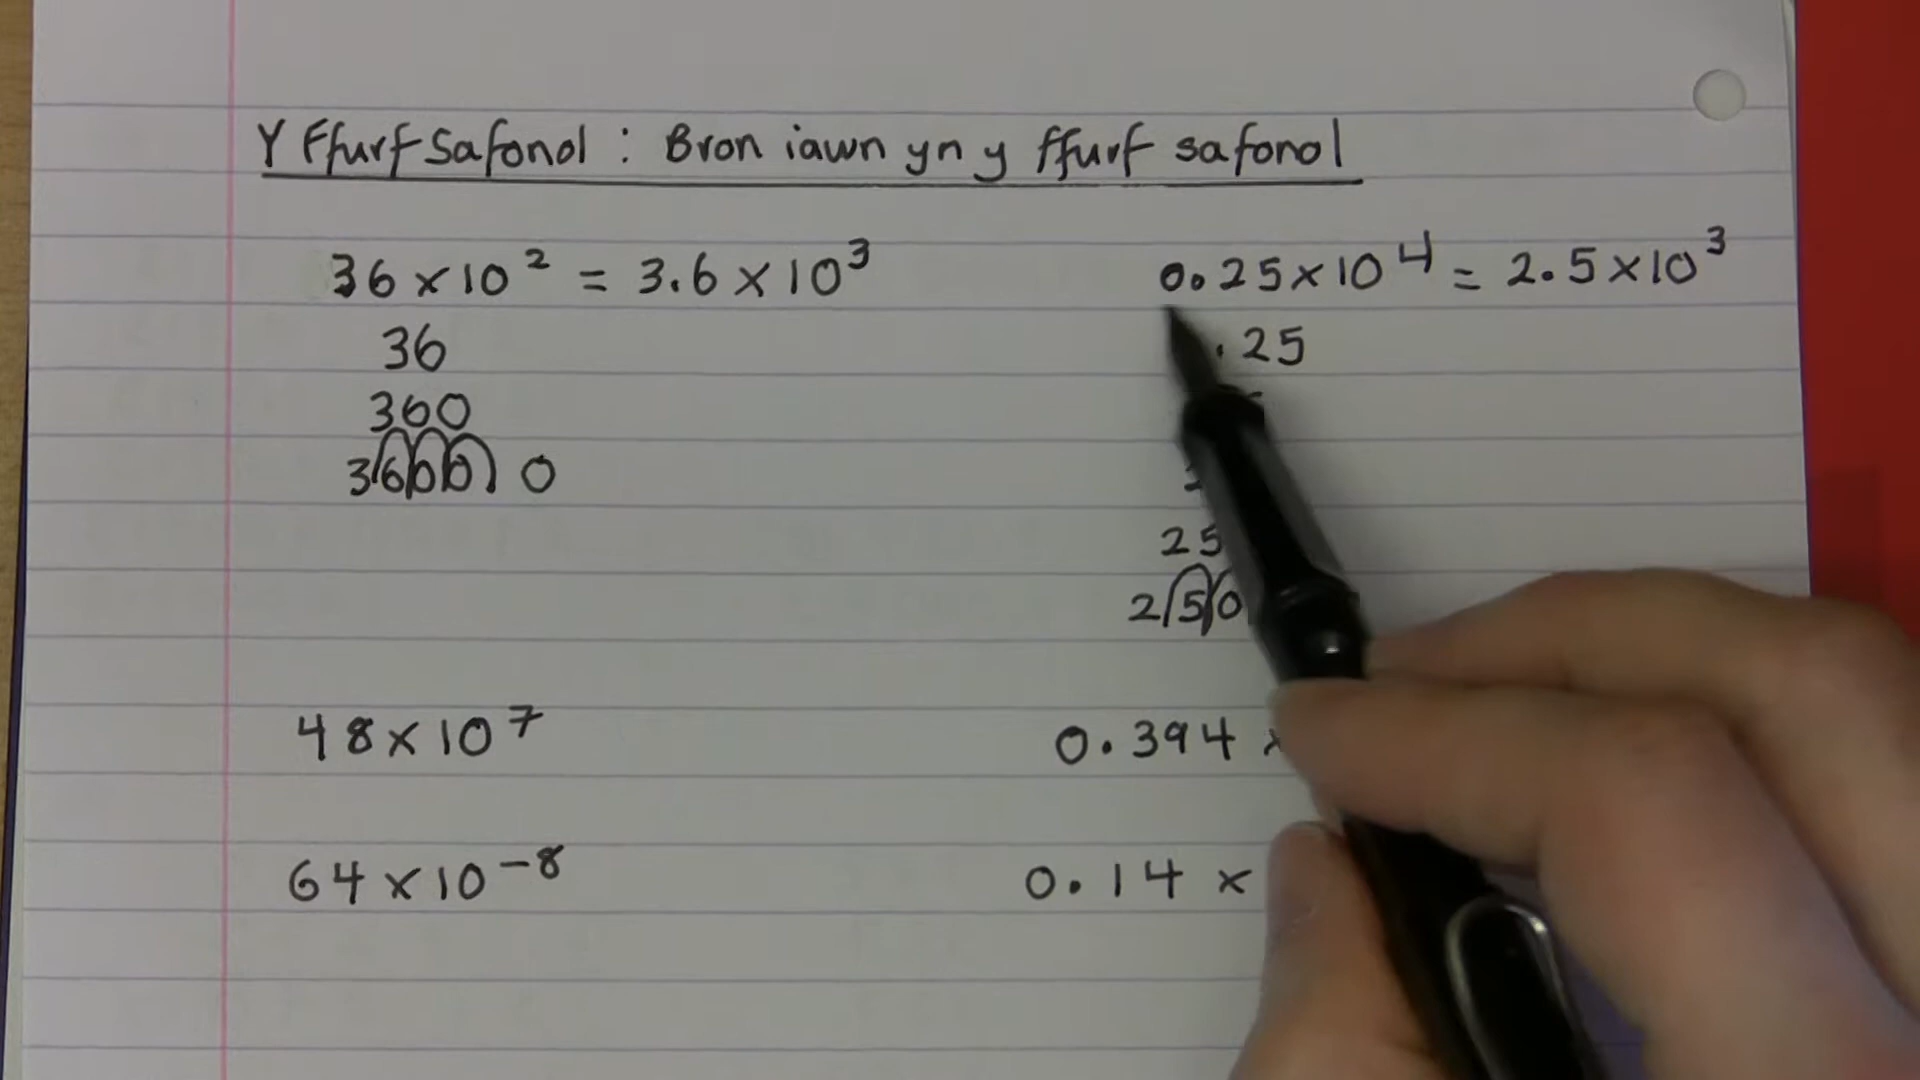 Y Ffurf Safonol : Bron iawn yn y ffurf safonol
36 × 10² = 3.6 × 10³
36
360
3600 0
0.25 × 10⁴ = 2.5 × 10³
.25
25
250
48 × 10⁷
0.394 ×
64 × 10⁻⁸
0.14 ×